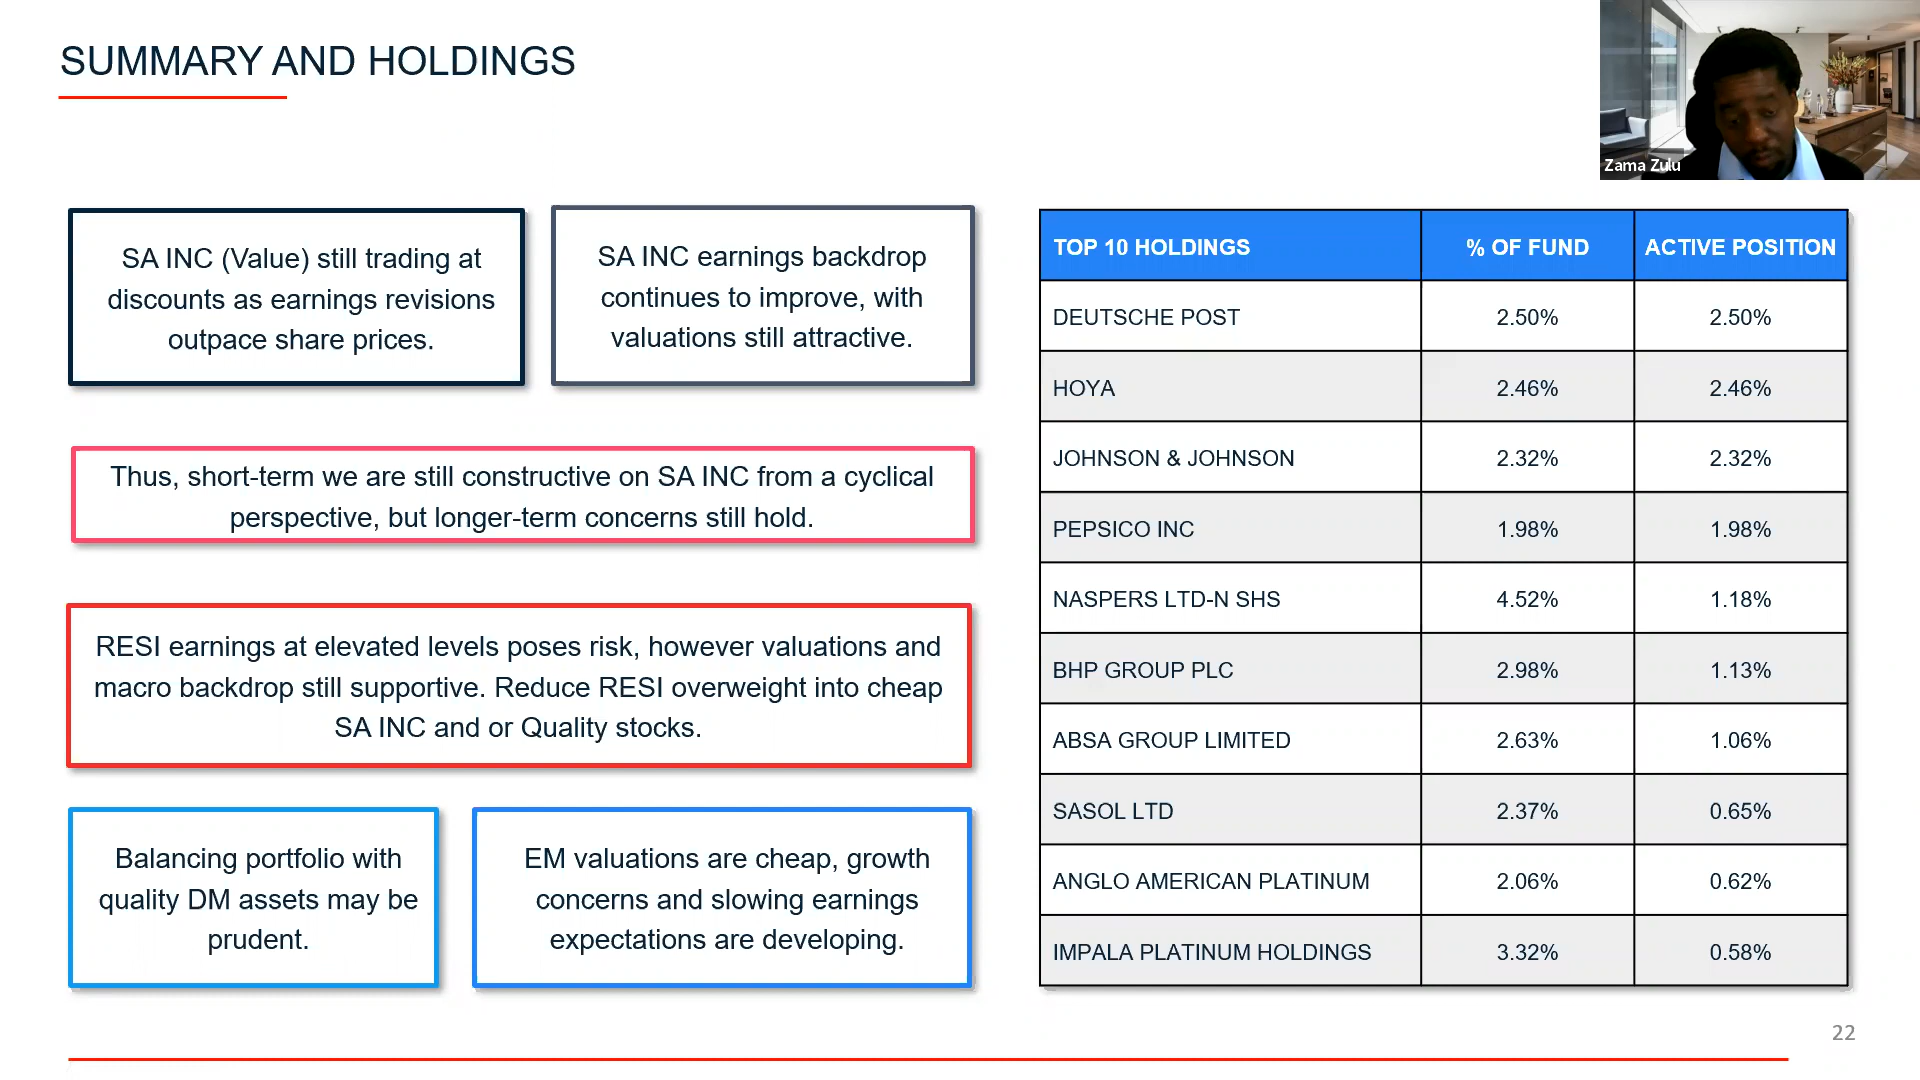 SUMMARY AND HOLDINGS
Zama Zulu
SA INC (Value) still trading at
discounts as earnings revisions
outpace share prices.
SA INC earnings backdrop
continues to improve, with
valuations still attractive.
Thus, short-term we are still constructive on SA INC from a cyclical
perspective, but longer-term concerns still hold.
RESI earnings at elevated levels poses risk, however valuations and
macro backdrop still supportive. Reduce RESI overweight into cheap
SA INC and or Quality stocks.
Balancing portfolio with
quality DM assets may be
prudent.
EM valuations are cheap, growth
concerns and slowing earnings
expectations are developing.
TOP 10 HOLDINGS % OF FUND ACTIVE POSITION
DEUTSCHE POST 2.50% 2.50%
HOYA 2.46% 2.46%
JOHNSON & JOHNSON 2.32% 2.32%
PEPSICO INC 1.98% 1.98%
NASPERS LTD-N SHS 4.52% 1.18%
BHP GROUP PLC 2.98% 1.13%
ABSA GROUP LIMITED 2.63% 1.06%
SASOL LTD 2.37% 0.65%
ANGLO AMERICAN PLATINUM 2.06% 0.62%
IMPALA PLATINUM HOLDINGS 3.32% 0.58%
22